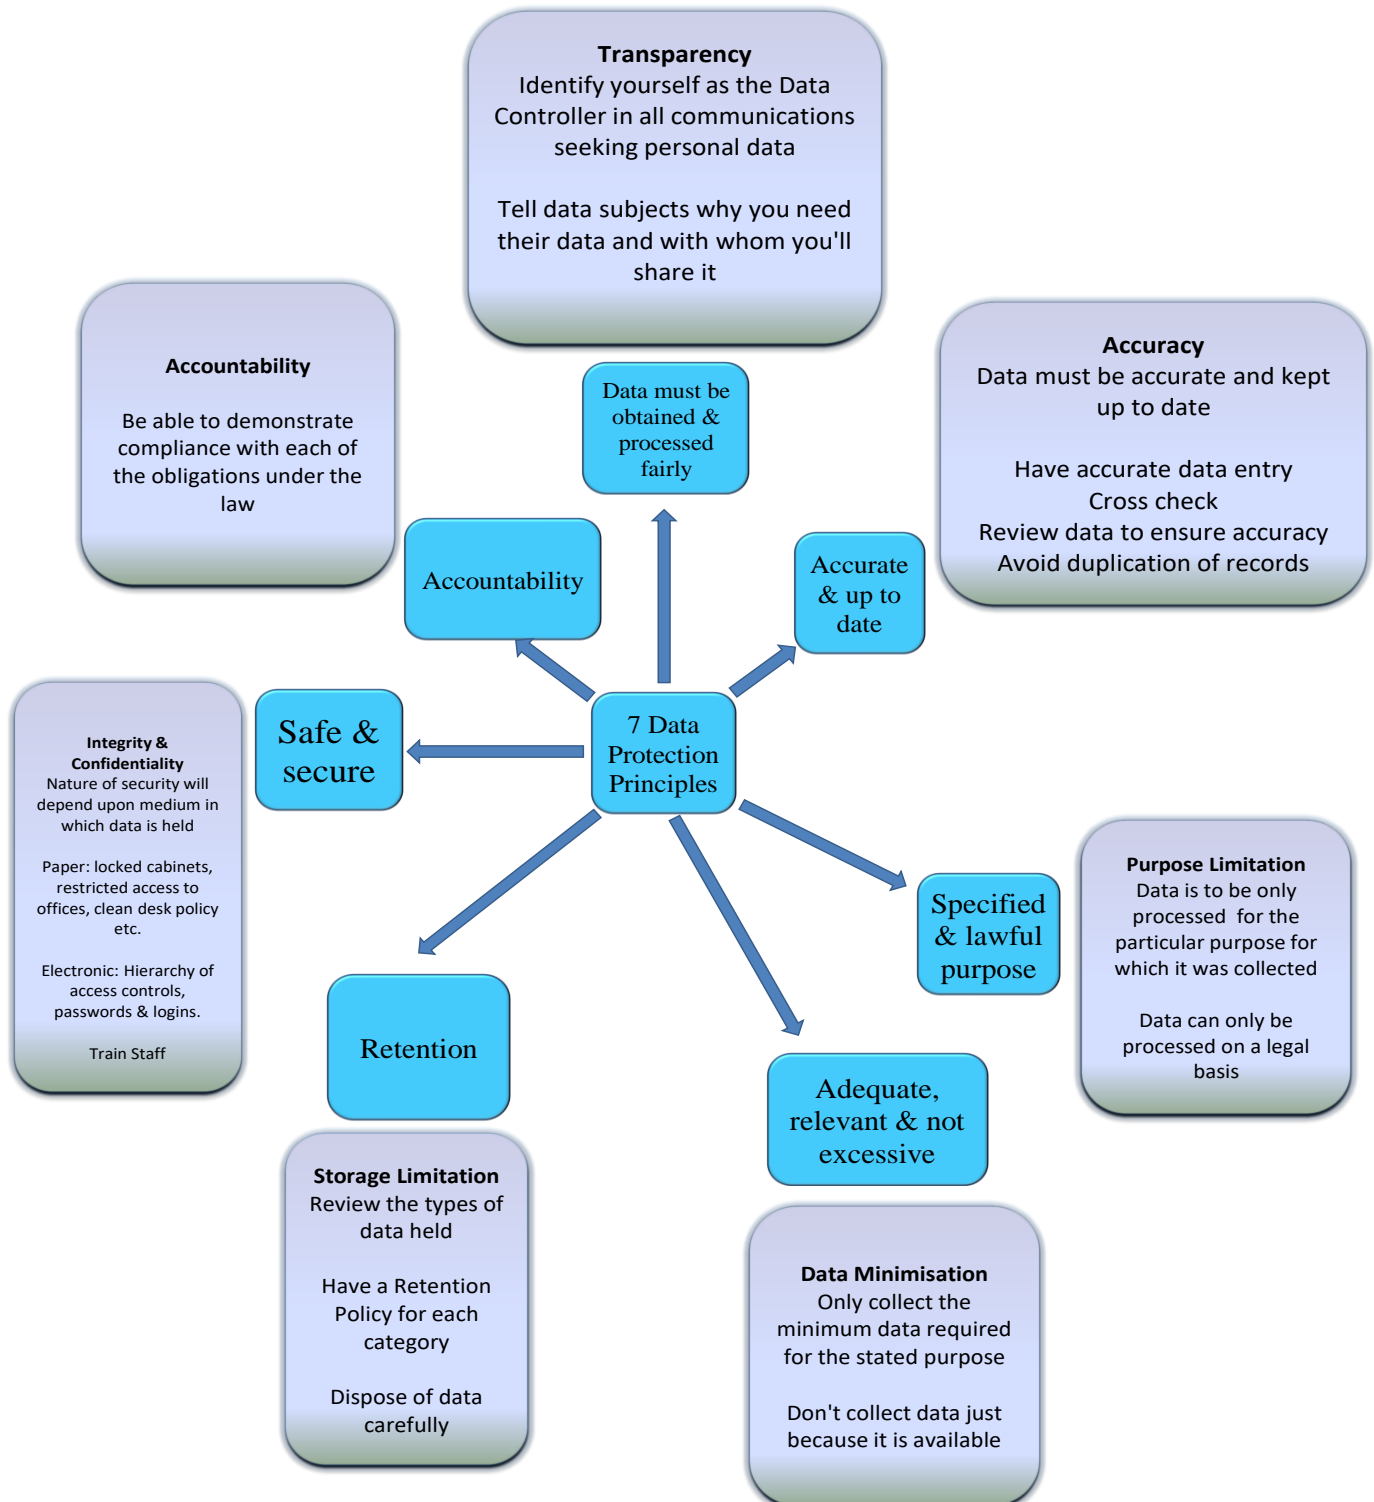 Transparency
Identify yourself as the Data
Controller in all communications
seeking personal data
Tell data subjects why you need
their data and with whom you'll
share it
Accountability
Be able to demonstrate
compliance with each of
the obligations under the
law
Data must be
obtained &
processed
fairly
Accuracy
Data must be accurate and kept
up to date
Have accurate data entry
Cross check
Review data to ensure accuracy
Avoid duplication of records
Accountability
Accurate
& up to
date
Integrity &
Confidentiality
Nature of security will
depend upon medium in
which data is held
Paper: locked cabinets,
restricted access to
offices, clean desk policy
etc.
Electronic: Hierarchy of
access controls,
passwords & logins.
Train Staff
Safe &
secure
7 Data
Protection
Principles
Specified
& lawful
purpose
Purpose Limitation
Data is to be only
processed for the
particular purpose for
which it was collected
Data can only be
processed on a legal
basis
Retention
Adequate,
relevant & not
excessive
Storage Limitation
Review the types of
data held
Have a Retention
Policy for each
category
Dispose of data
carefully
Data Minimisation
Only collect the
minimum data required
for the stated purpose
Don't collect data just
because it is available